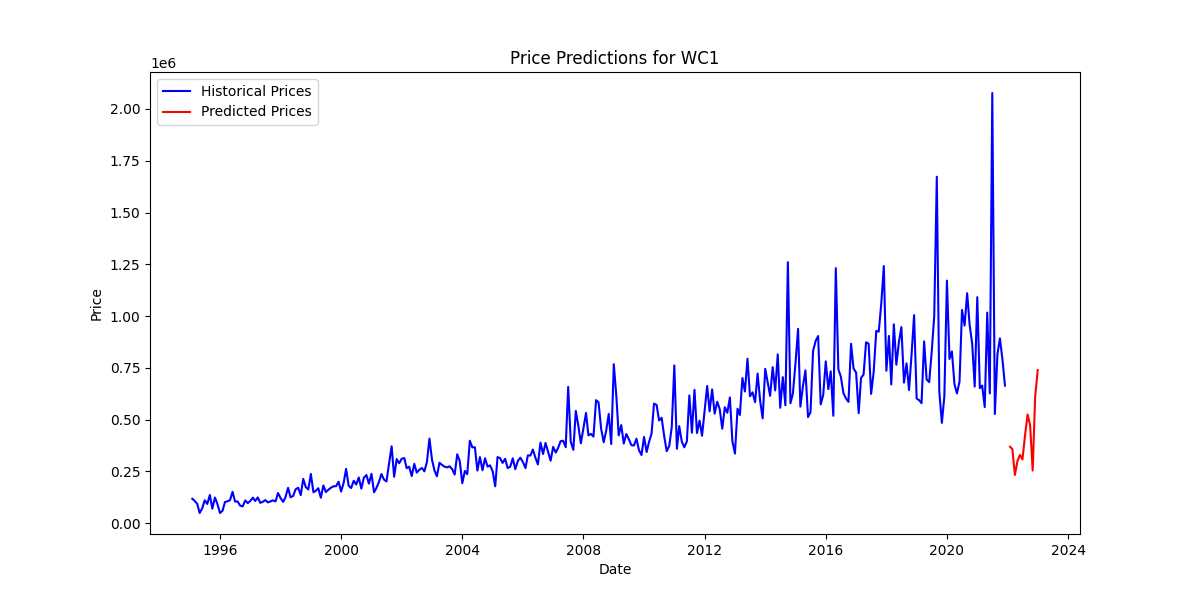 Price Predictions for WC1
1e6
Historical Prices
Predicted Prices
2.00
1.75
1.50
1.25
1.00
0.75
0.50
0.25
0.00
Price
1996 2000 2004 2008 2012 2016 2020 2024
Date